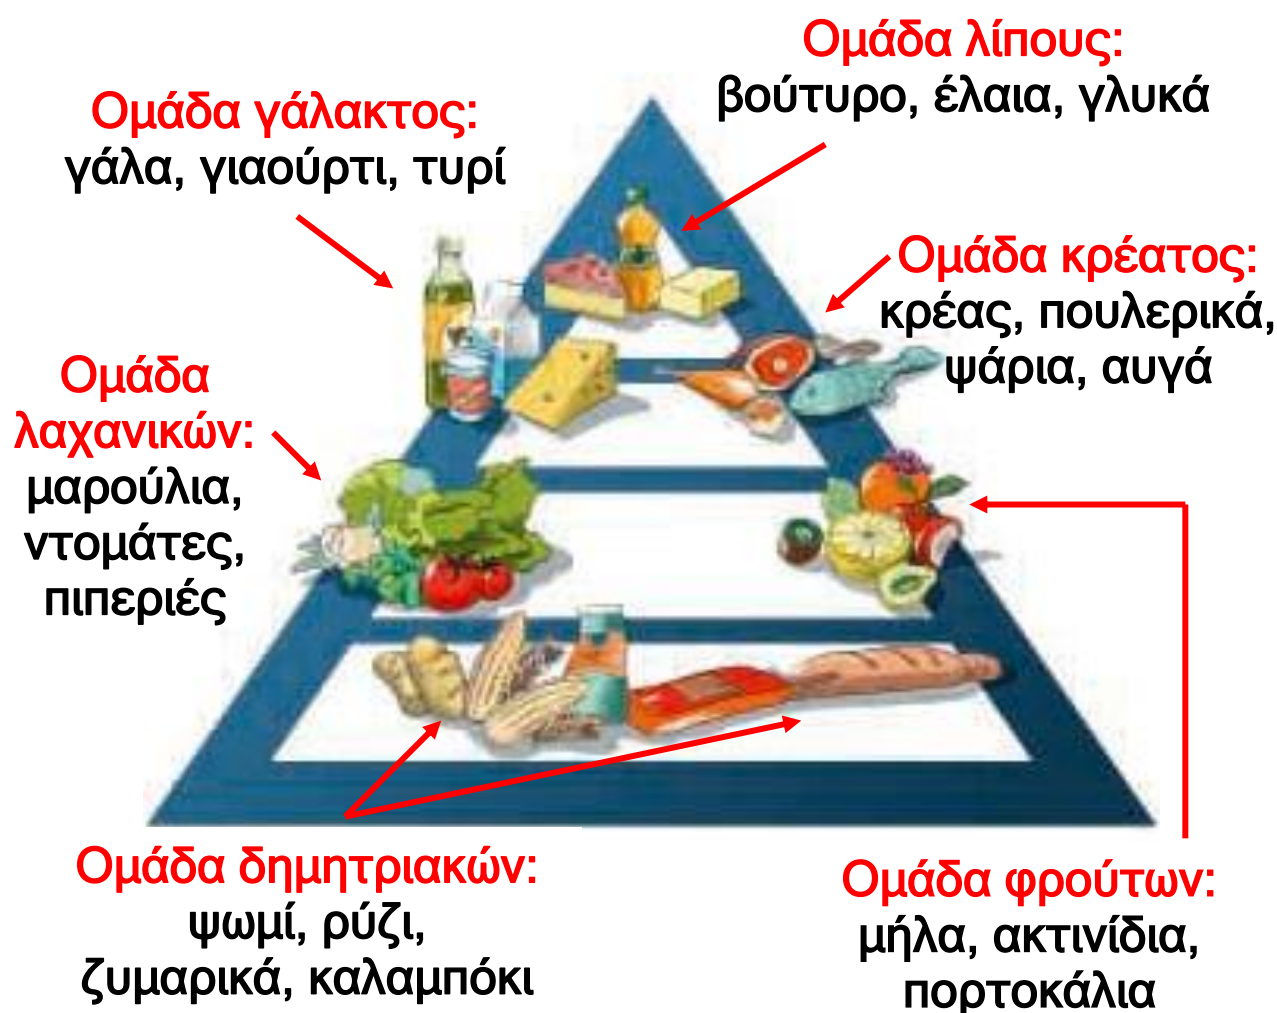 Ομάδα λίπους:
βούτυρο, έλαια, γλυκά
Ομάδα γάλακτος:
γάλα, γιαούρτι, τυρί
Ομάδα κρέατος:
κρέας, πουλερικά,
ψάρια, αυγά
Ομάδα
λαχανικών:
μαρούλια,
ντομάτες,
πιπεριές
Ομάδα δημητριακών:
ψωμί, ρύζι,
ζυμαρικά, καλαμπόκι
Ομάδα φρούτων:
μήλα, ακτινίδια,
πορτοκάλια